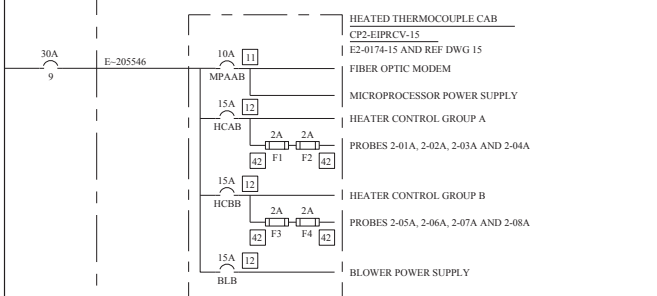 HEATED THERMOCOUPLE CAB
CP2-EIPRCV-15
E2-0174-15 AND REF DWG 15
30A
9
E-205546
10A 11
MPAAB
FIBER OPTIC MODEM
MICROPROCESSOR POWER SUPPLY
15A 12
HCAB
HEATER CONTROL GROUP A
2A 2A
42 F1 F2 42
PROBES 2-01A, 2-02A, 2-03A AND 2-04A
15A 12
HCBB
HEATER CONTROL GROUP B
2A 2A
42 F3 F4 42
PROBES 2-05A, 2-06A, 2-07A AND 2-08A
15A 12
BLB
BLOWER POWER SUPPLY